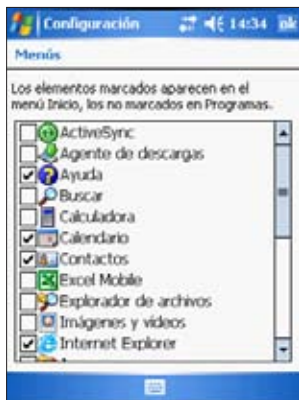 Configuración 14:34 ok
Menús
Los elementos marcados aparecen en el
menú Inicio, los no marcados en Programas.
ActiveSync
Agente de descargas
Ayuda
Buscar
Calculadora
Calendario
Contactos
Excel Mobile
Explorador de archivos
Imágenes y vídeos
Internet Explorer